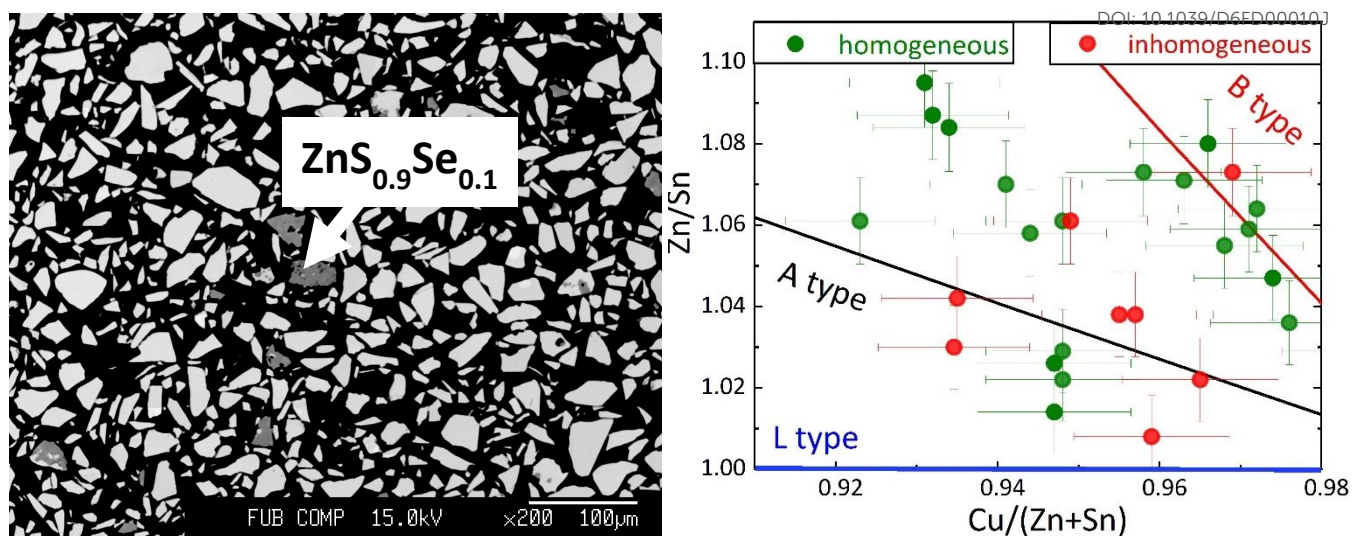 ZnS0.9Se0.1
FUB COMP 15.0kV ×200 100μm
DOI: 10.1039/D6FD00010J
homogeneous
inhomogeneous
B type
A type
L type
Zn/Sn
1.10
1.08
1.06
1.04
1.02
1.00
0.92 0.94 0.96 0.98
Cu/(Zn+Sn)